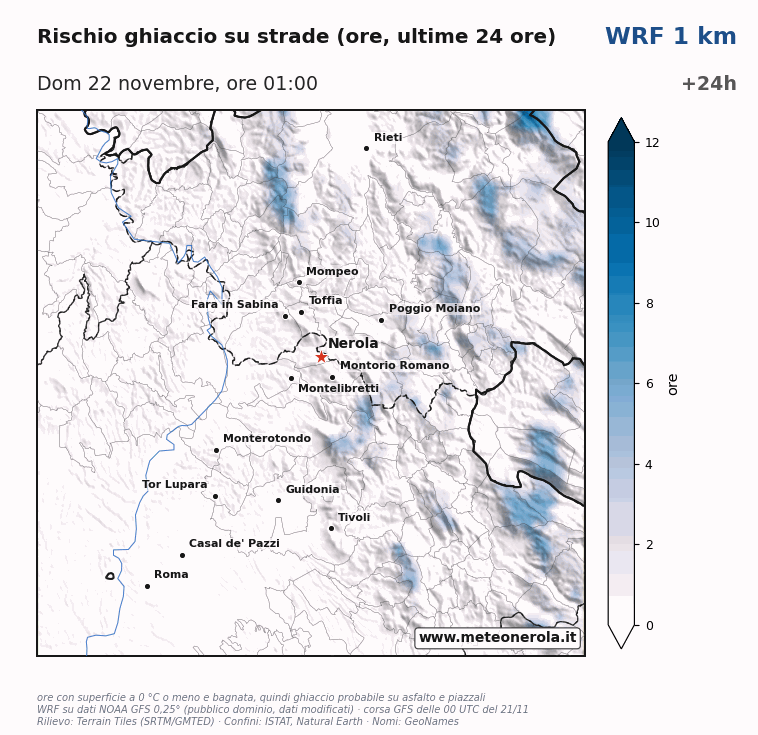 Rischio ghiaccio su strade (ore, ultime 24 ore)
WRF 1 km
Dom 22 novembre, ore 01:00
+24h
Rieti
Mompeo
Toffia
Fara in Sabina
Poggio Moiano
Nerola
Montorio Romano
Montelibretti
Monterotondo
Tor Lupara
Guidonia
Tivoli
Casal de' Pazzi
Roma
www.meteonerola.it
12
10
8
6
4
2
0
ore
ore con superficie a 0 °C o meno e bagnata, quindi ghiaccio probabile su asfalto e piazzali
WRF su dati NOAA GFS 0,25° (pubblico dominio, dati modificati) · corsa GFS delle 00 UTC del 21/11
Rilievo: Terrain Tiles (SRTM/GMTED) · Confini: ISTAT, Natural Earth · Nomi: GeoNames